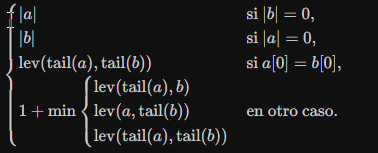 |a| si |b| = 0,
|b| si |a| = 0,
lev(tail(a), tail(b)) si a[0] = b[0],
lev(tail(a), b)
1 + min { lev(a, tail(b)) en otro caso.
lev(tail(a), tail(b))